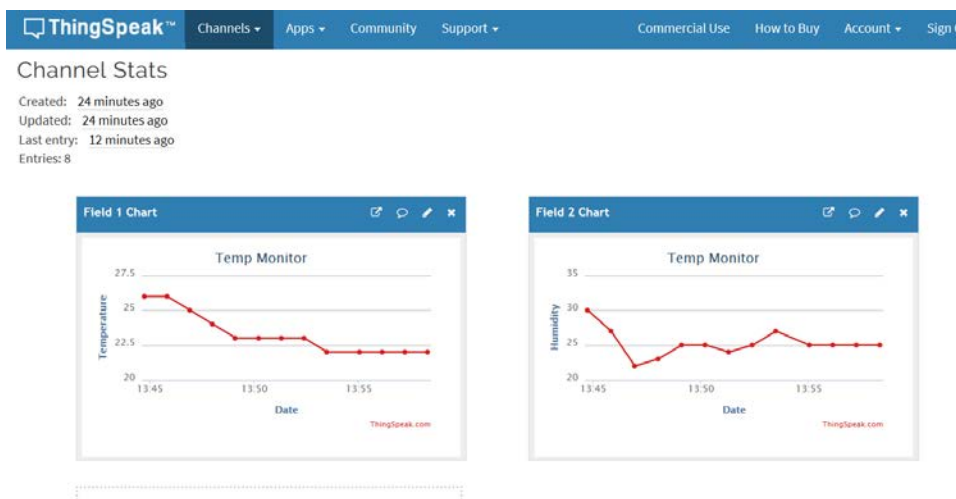 ThingSpeak™ Channels Apps Community Support Commercial Use How to Buy Account Sign
Channel Stats
Created: 24 minutes ago
Updated: 24 minutes ago
Last entry: 12 minutes ago
Entries: 8
Field 1 Chart
Temp Monitor
Temperature
27.5
25
22.5
20
13:45 13:50 13:55
Date
ThingSpeak.com
Field 2 Chart
Temp Monitor
Humidity
35
30
25
20
13:45 13:50 13:55
Date
ThingSpeak.com